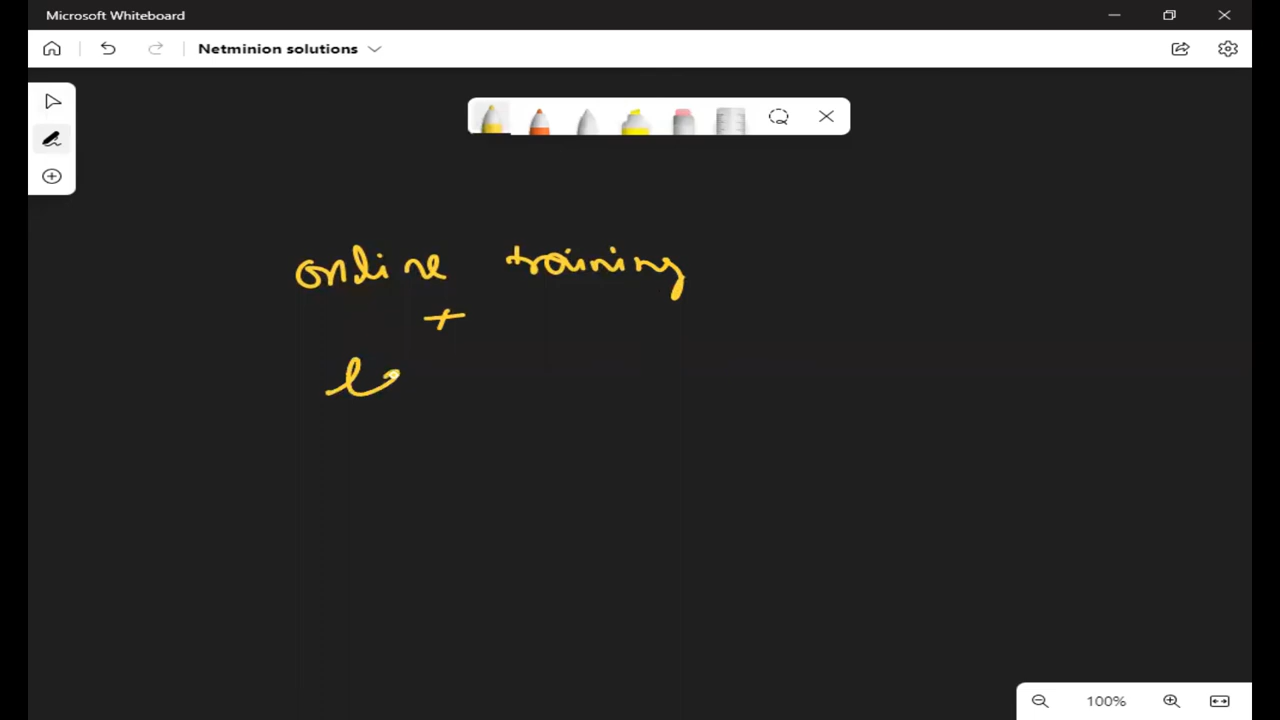 Microsoft Whiteboard
Netminion solutions
online training
+
100%